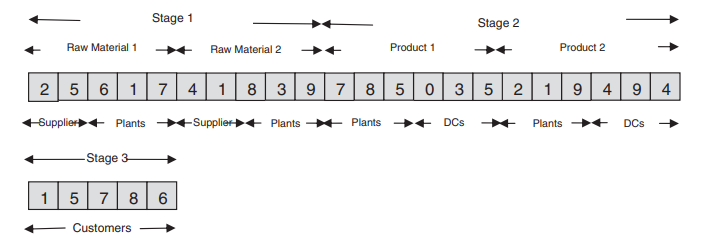 Stage 1 Stage 2
Raw Material 1 Raw Material 2 Product 1 Product 2
2 5 6 1 7 4 1 8 3 9 7 8 5 0 3 5 2 1 9 4 9 4
Supplier Plants Supplier Plants Plants DCs Plants DCs
Stage 3
1 5 7 8 6
Customers